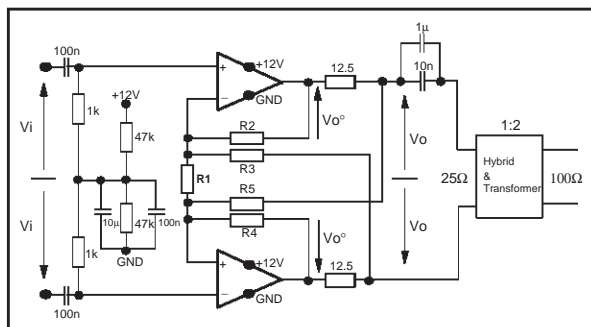 100n
+12V
Vi
1k
47k
10μ
47k
100n
GND
Vi
1k
100n
+
_
+12V
GND
R2
R3
R1
R5
R4
+
_
+12V
GND
Vo°
Vo°
12.5
12.5
1μ
10n
Vo
Vo
1:2
Hybrid
&
Transformer
25Ω
100Ω